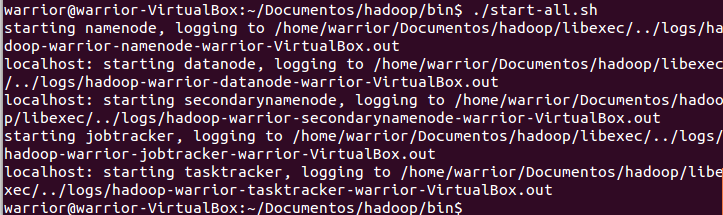 warrior@warrior-VirtualBox:~/Documentos/hadoop/bin$ ./start-all.sh
starting namenode, logging to /home/warrior/Documentos/hadoop/libexec/../logs/ha
doop-warrior-namenode-warrior-VirtualBox.out
localhost: starting datanode, logging to /home/warrior/Documentos/hadoop/libexec
/../logs/hadoop-warrior-datanode-warrior-VirtualBox.out
localhost: starting secondarynamenode, logging to /home/warrior/Documentos/hadoo
p/libexec/../logs/hadoop-warrior-secondarynamenode-warrior-VirtualBox.out
starting jobtracker, logging to /home/warrior/Documentos/hadoop/libexec/../logs/
hadoop-warrior-jobtracker-warrior-VirtualBox.out
localhost: starting tasktracker, logging to /home/warrior/Documentos/hadoop/libe
xec/../logs/hadoop-warrior-tasktracker-warrior-VirtualBox.out
warrior@warrior-VirtualBox:~/Documentos/hadoop/bin$